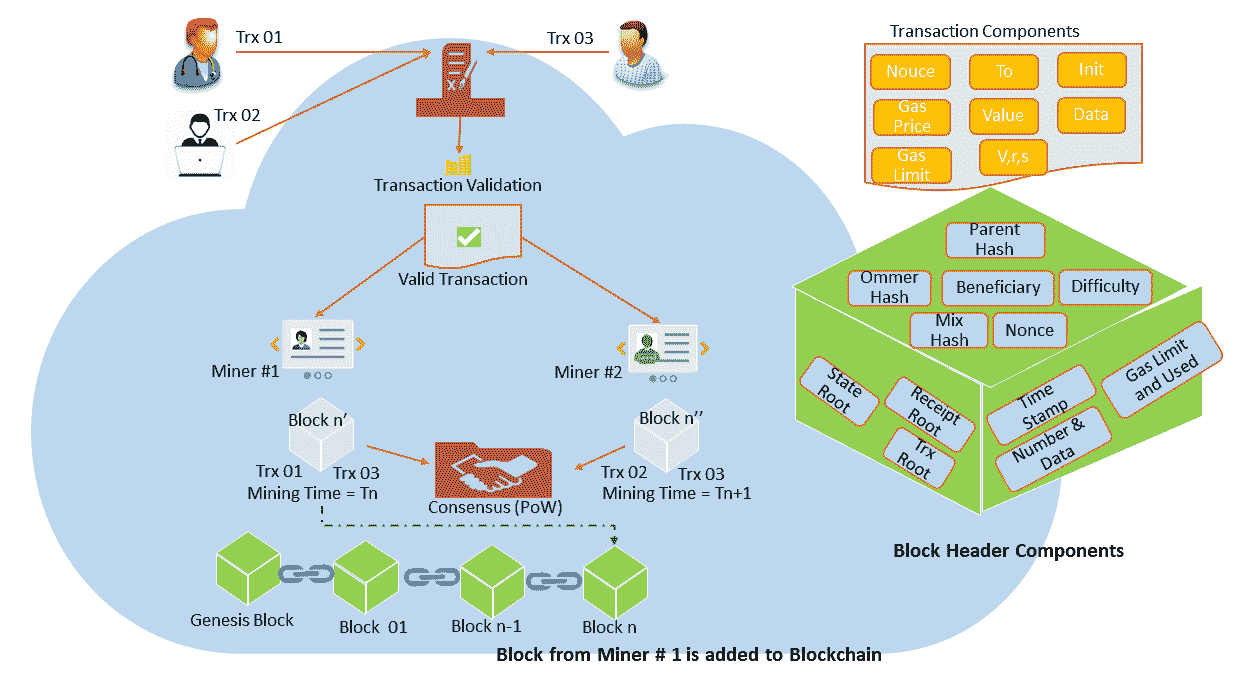 Trx 01
Trx 03
Trx 02
Transaction Validation
Valid Transaction
Miner #1
Miner #2
Block n’
Block n’’
Trx 01
Trx 03
Mining Time = Tn
Trx 02
Trx 03
Mining Time = Tn+1
Consensus (PoW)
Genesis Block
Block 01
Block n-1
Block n
Block from Miner # 1 is added to Blockchain
Transaction Components
Nouce
To
Init
Gas
Price
Value
Data
Gas
Limit
V,r,s
Parent
Hash
Ommer
Hash
Beneficiary
Difficulty
Mix
Hash
Nonce
State
Root
Receipt
Root
Trx
Root
Time
Stamp
Gas Limit
and Used
Number &
Data
Block Header Components